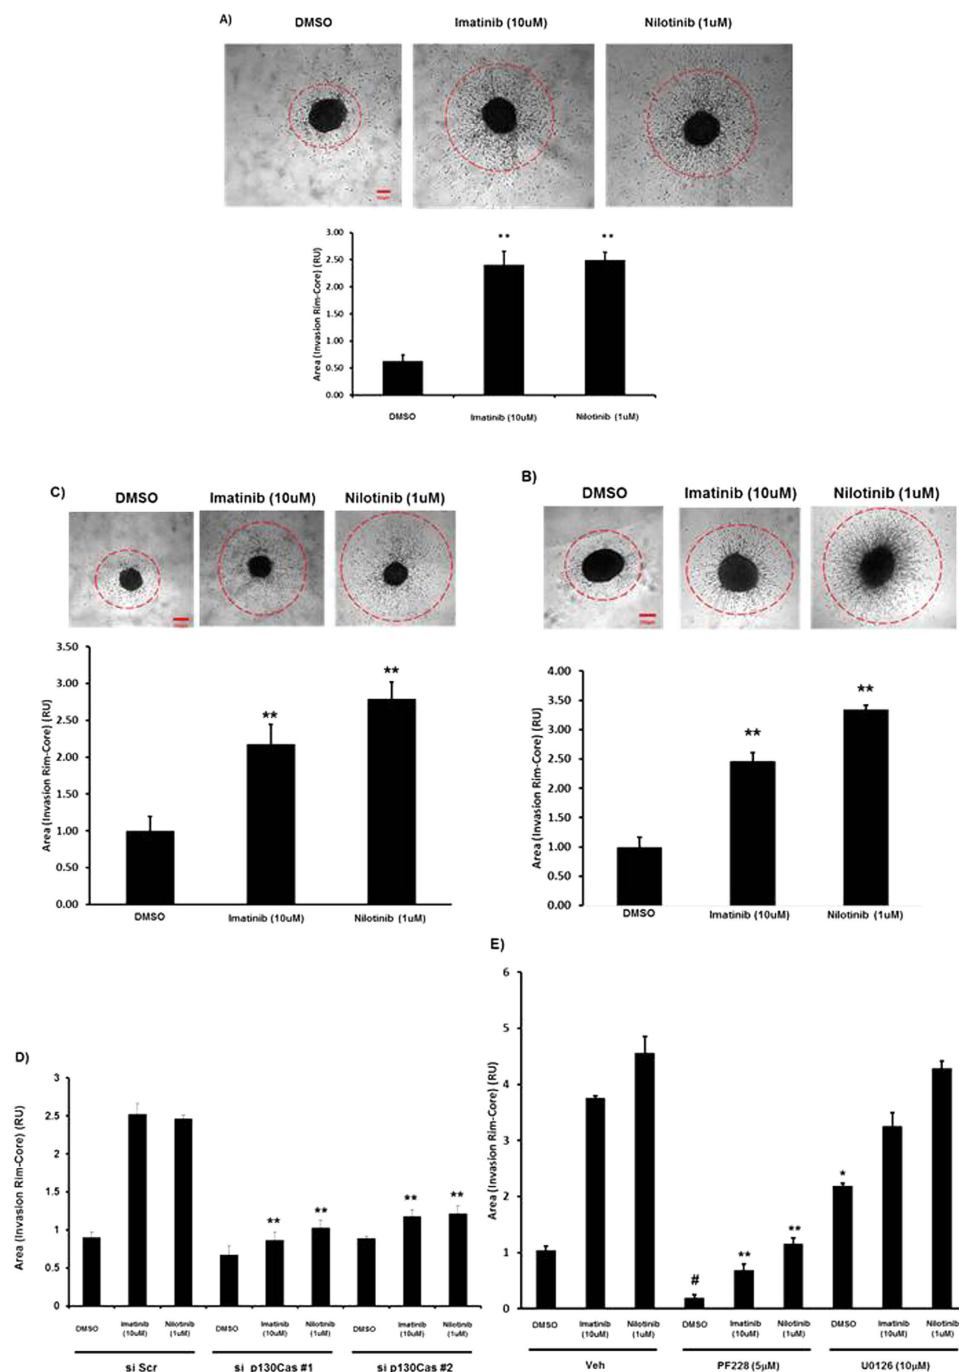 A)
DMSO Imatinib (10uM) Nilotinib (1uM)
Area (Invasion Rim-Core) (RU)
3.00
2.50
2.00
1.50
1.00
0.50
0.00
** **
DMSO Imatinib (10uM) Nilotinib (1uM)
C)
DMSO Imatinib (10uM) Nilotinib (1uM)
Area (Invasion Rim-Core) (RU)
3.50
3.00
2.50
2.00
1.50
1.00
0.50
0.00
** **
DMSO Imatinib (10uM) Nilotinib (1uM)
B)
DMSO Imatinib (10uM) Nilotinib (1uM)
Area (Invasion Rim-Core) (RU)
4.00
3.50
3.00
2.50
2.00
1.50
1.00
0.50
0.00
** **
DMSO Imatinib (10uM) Nilotinib (1uM)
D)
Area (Invasion Rim-Core) (RU)
3
2.5
2
1.5
1
0.5
0
** ** ** **
DMSO Imatinib (10uM) Nilotinib (1uM) DMSO Imatinib (10uM) Nilotinib (1uM) DMSO Imatinib (10uM) Nilotinib (1uM)
si Scr si p130Cas #1 si p130Cas #2
E)
Area (Invasion Rim-Core) (RU)
6
5
4
3
2
1
0
# ** ** *
DMSO Imatinib (10uM) Nilotinib (1uM) DMSO Imatinib (10uM) Nilotinib (1uM) DMSO Imatinib (10uM) Nilotinib (1uM)
Veh PF228 (5µM) U0126 (10µM)